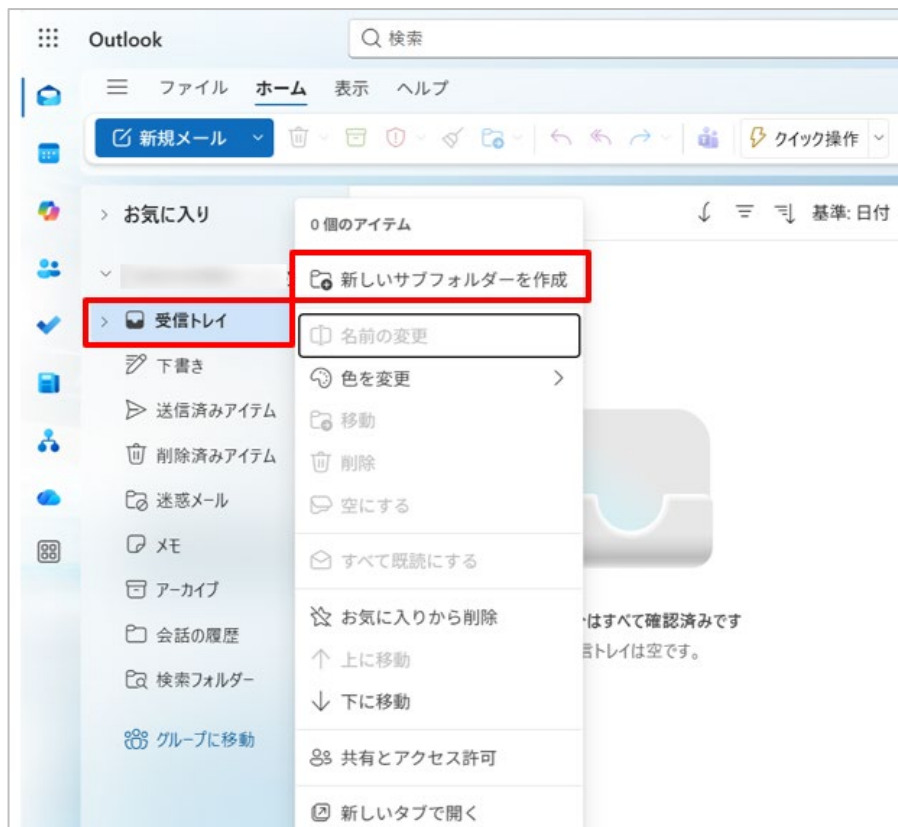 Outlook
検索
ファイル ホーム 表示 ヘルプ
新規メール
クイック操作
お気に入り
基準: 日付
0 個のアイテム
新しいサブフォルダーを作成
受信トレイ
名前の変更
下書き
色を変更
送信済みアイテム
移動
削除済みアイテム
削除
迷惑メール
空にする
メモ
すべて既読にする
アーカイブ
お気に入りから削除
はすべて確認済みです
会話の履歴
上に移動
信トレイは空です。
検索フォルダー
下に移動
グループに移動
共有とアクセス許可
新しいタブで開く